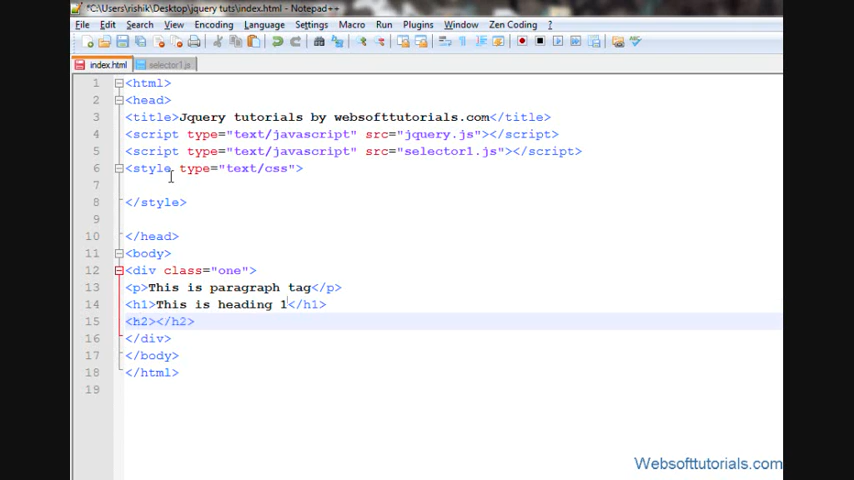 *C:\Users\rishik\Desktop\jquery tuts\index.html - Notepad++
File Edit Search View Encoding Language Settings Macro Run Plugins Window Zen Coding ?
index.html selector1.js
1 <html>
2 <head>
3 <title>Jquery tutorials by websofttutorials.com</title>
4 <script type="text/javascript" src="jquery.js"></script>
5 <script type="text/javascript" src="selector1.js"></script>
6 <style type="text/css">
7
8 </style>
9
10 </head>
11 <body>
12 <div class="one">
13 <p>This is paragraph tag</p>
14 <h1>This is heading 1</h1>
15 <h2></h2>
16 </div>
17 </body>
18 </html>
19
Websofttutorials.com